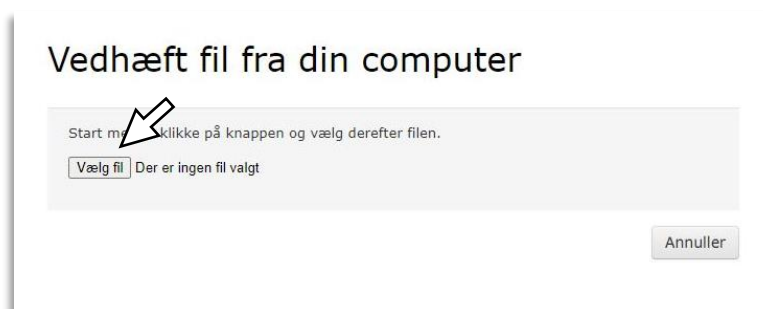 Vedhæft fil fra din computer
Start me klikke på knappen og vælg derefter filen.
Vælg fil Der er ingen fil valgt
Annuller